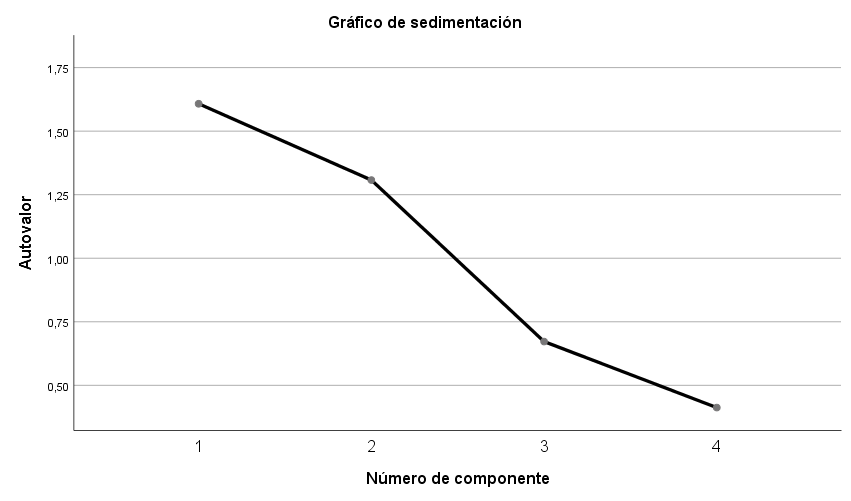 Gráfico de sedimentación
1,75
1,50
1,25
1,00
0,75
0,50
Autovalor
1 2 3 4
Número de componente